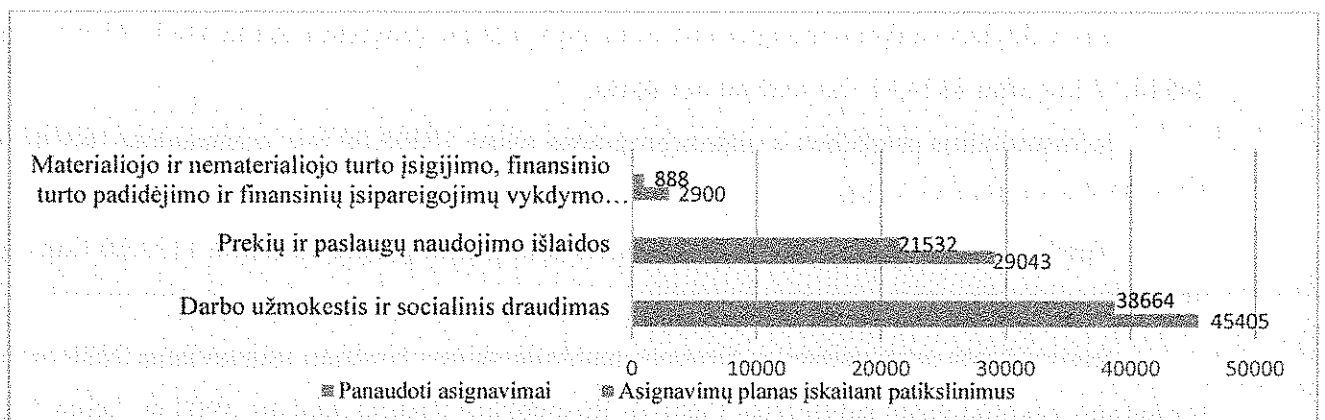 Materialiojo ir nematerialiojo turto įsigijimo, finansinio
turto padidėjimo ir finansinių įsipareigojimų vykdymo…
888
2900
Prekių ir paslaugų naudojimo išlaidos
21532
29043
Darbo užmokestis ir socialinis draudimas
38664
45405
0 10000 20000 30000 40000 50000
Panaudoti asignavimai Asignavimų planas įskaitant patikslinimus